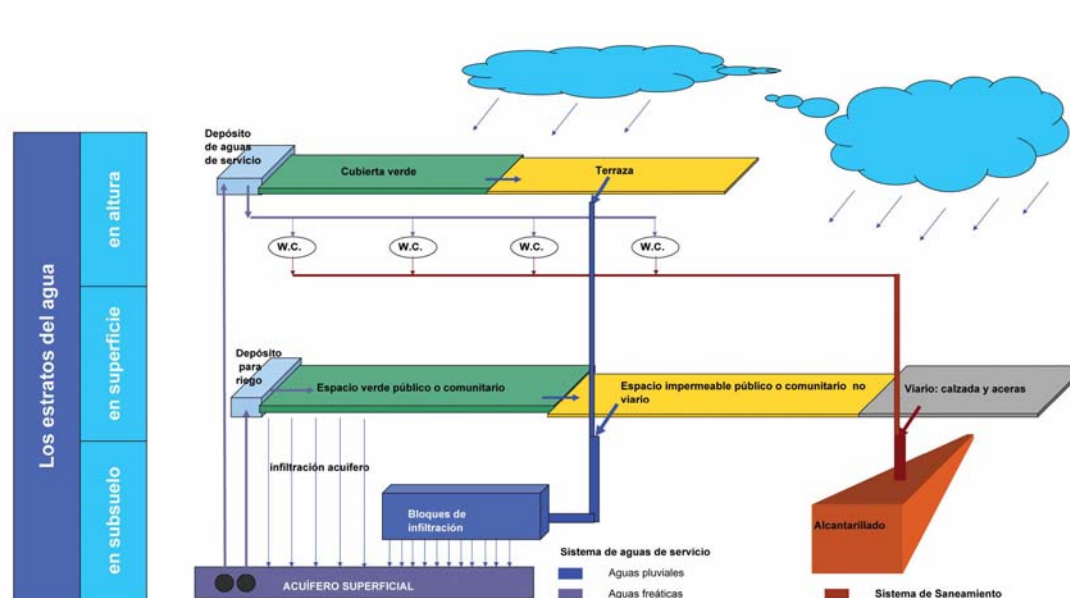 Los estratos del agua
en altura
en superficie
en subsuelo
Depósito
de aguas
de servicio
Cubierta verde
Terraza
W.C.
W.C.
W.C.
W.C.
Depósito
para
riego
Espacio verde público o comunitario
Espacio impermeable público o comunitario no
viario
Viario: calzada y aceras
infiltración acuífero
Bloques de
infiltración
Alcantarillado
ACUÍFERO SUPERFICIAL
Sistema de aguas de servicio
Aguas pluviales
Aguas freáticas
Sistema de Saneamiento